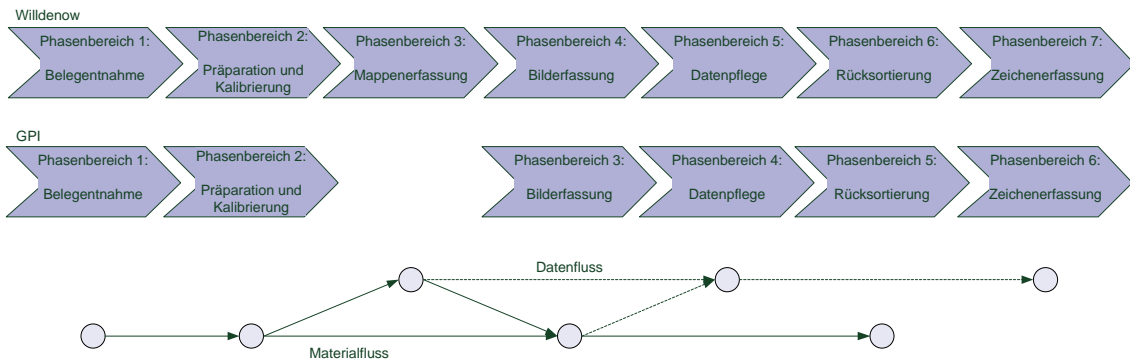 Willdenow
Phasenbereich 1:
Belegentnahme
Phasenbereich 2:
Präparation und
Kalibrierung
Phasenbereich 3:
Mappenerfassung
Phasenbereich 4:
Bilderfassung
Phasenbereich 5:
Datenpflege
Phasenbereich 6:
Rücksortierung
Phasenbereich 7:
Zeichenerfassung
GPI
Phasenbereich 1:
Belegentnahme
Phasenbereich 2:
Präparation und
Kalibrierung
Phasenbereich 3:
Bilderfassung
Phasenbereich 4:
Datenpflege
Phasenbereich 5:
Rücksortierung
Phasenbereich 6:
Zeichenerfassung
Datenfluss
Materialfluss